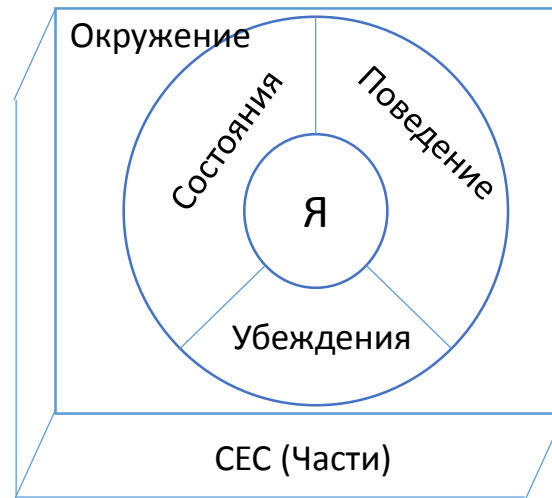 Окружение
Состояния
Поведение
Я
Убеждения
СЕС (Части)